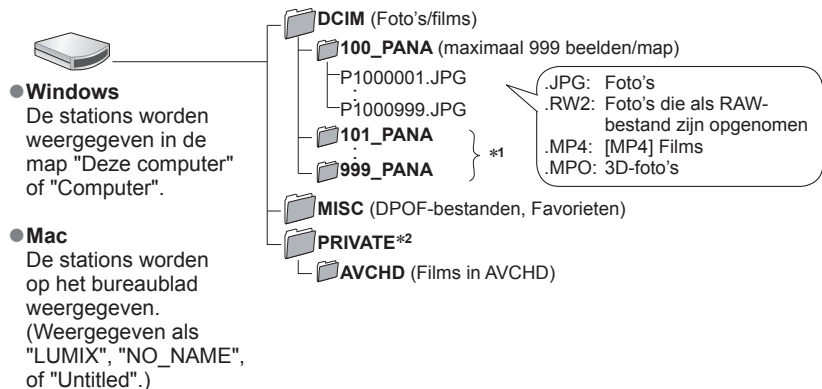 ●Windows
De stations worden
weergegeven in de
map "Deze computer"
of "Computer".
●Mac
De stations worden
op het bureaublad
weergegeven.
(Weergegeven als
"LUMIX", "NO_NAME",
of "Untitled".)
DCIM (Foto's/films)
100_PANA (maximaal 999 beelden/map)
P1000001.JPG
:
P1000999.JPG
101_PANA
:
999_PANA
*1
.JPG: Foto's
.RW2: Foto's die als RAW-
bestand zijn opgenomen
.MP4: [MP4] Films
.MPO: 3D-foto's
MISC (DPOF-bestanden, Favorieten)
PRIVATE*2
AVCHD (Films in AVCHD)